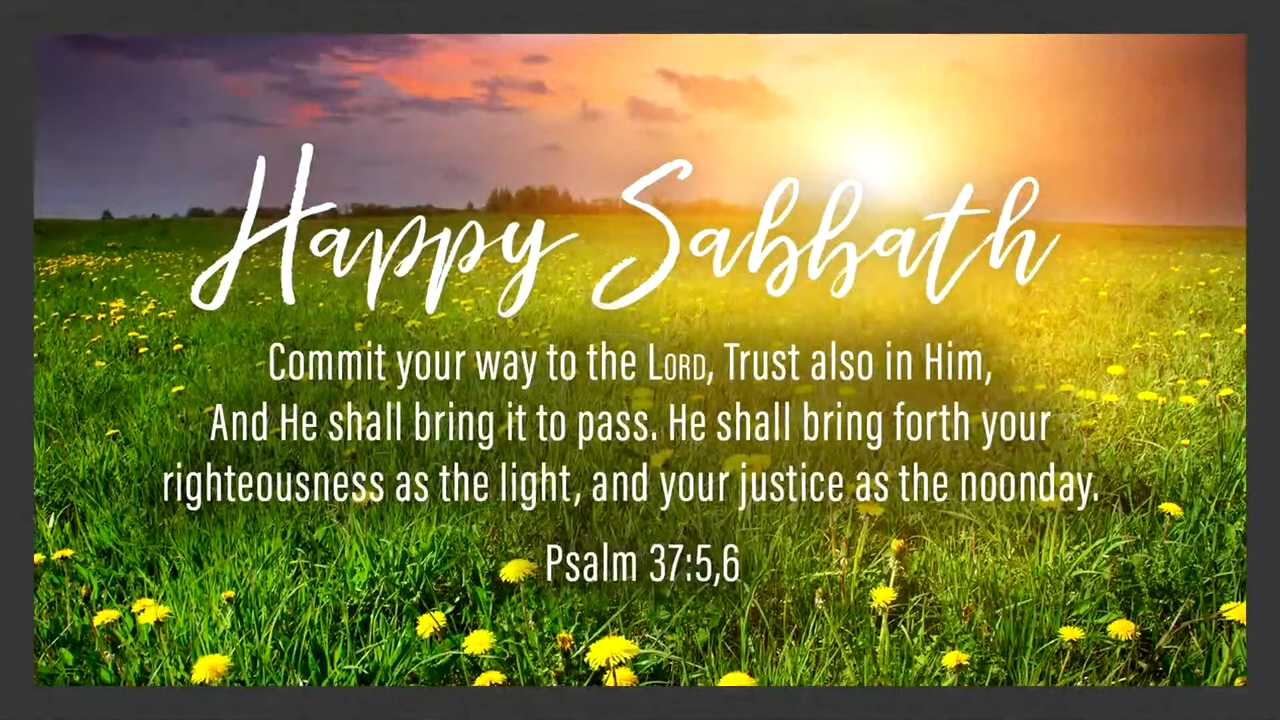 Happy Sabbath
Commit your way to the LORD, Trust also in Him,
And He shall bring it to pass. He shall bring forth your
righteousness as the light, and your justice as the noonday.
Psalm 37:5,6